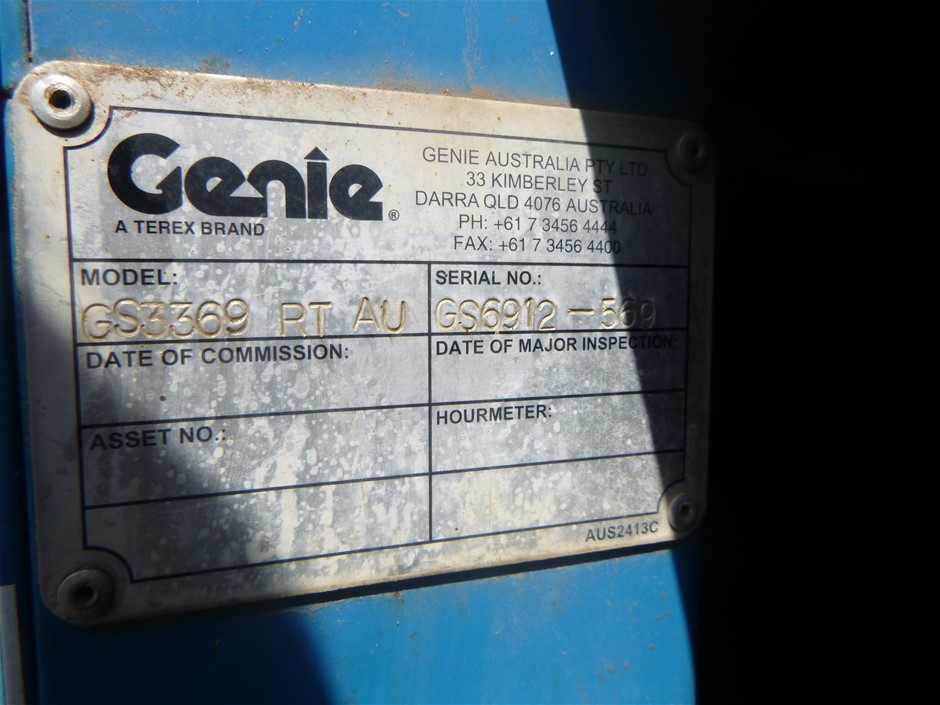 Genie®
A TEREX BRAND
GENIE AUSTRALIA PTY LTD
33 KIMBERLEY ST
DARRA QLD 4076 AUSTRALIA
PH: +61 7 3456 4444
FAX: +61 7 3456 4400
MODEL:
GS3369 RT AU
SERIAL NO.:
GS6912-569
DATE OF COMMISSION:
DATE OF MAJOR INSPECTION:
ASSET NO.:
HOURMETER:
AUS2413C